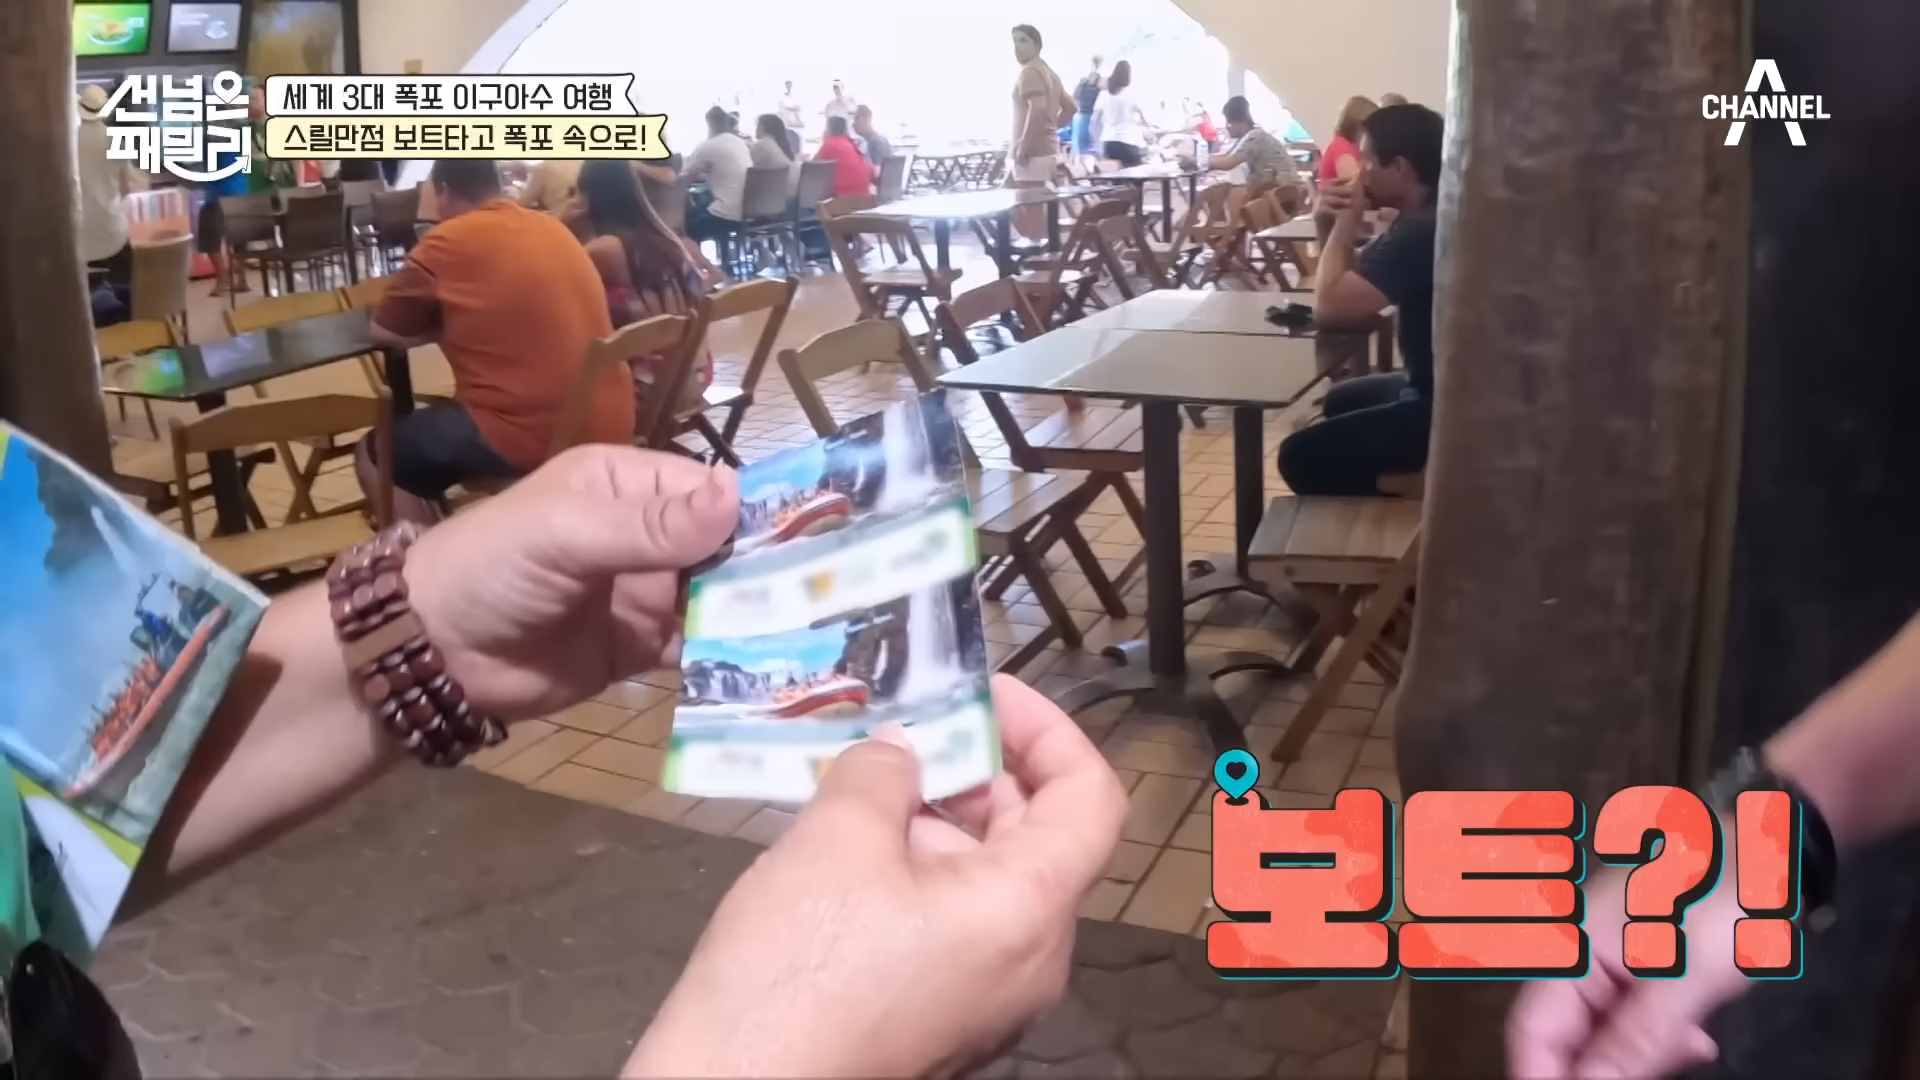 선넘은
패밀리
세계 3대 폭포 이구아수 여행
스릴만점 보트타고 폭포 속으로!
CHANNEL A
보트?!